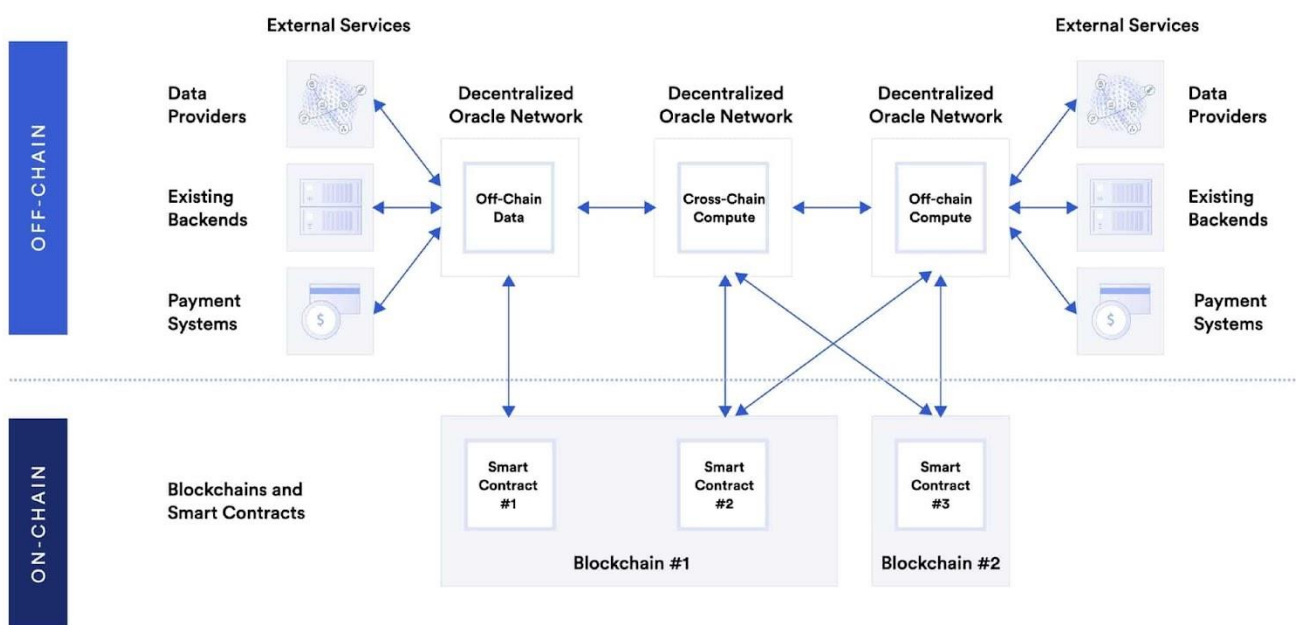 External Services
External Services
OFF-CHAIN
Data
Providers
Decentralized
Oracle Network
Decentralized
Oracle Network
Decentralized
Oracle Network
Data
Providers
Existing
Backends
Off-Chain
Data
Cross-Chain
Compute
Off-chain
Compute
Existing
Backends
Payment
Systems
$
$
Payment
Systems
ON-CHAIN
Blockchains and
Smart Contracts
Smart
Contract
#1
Smart
Contract
#2
Smart
Contract
#3
Blockchain #1
Blockchain #2